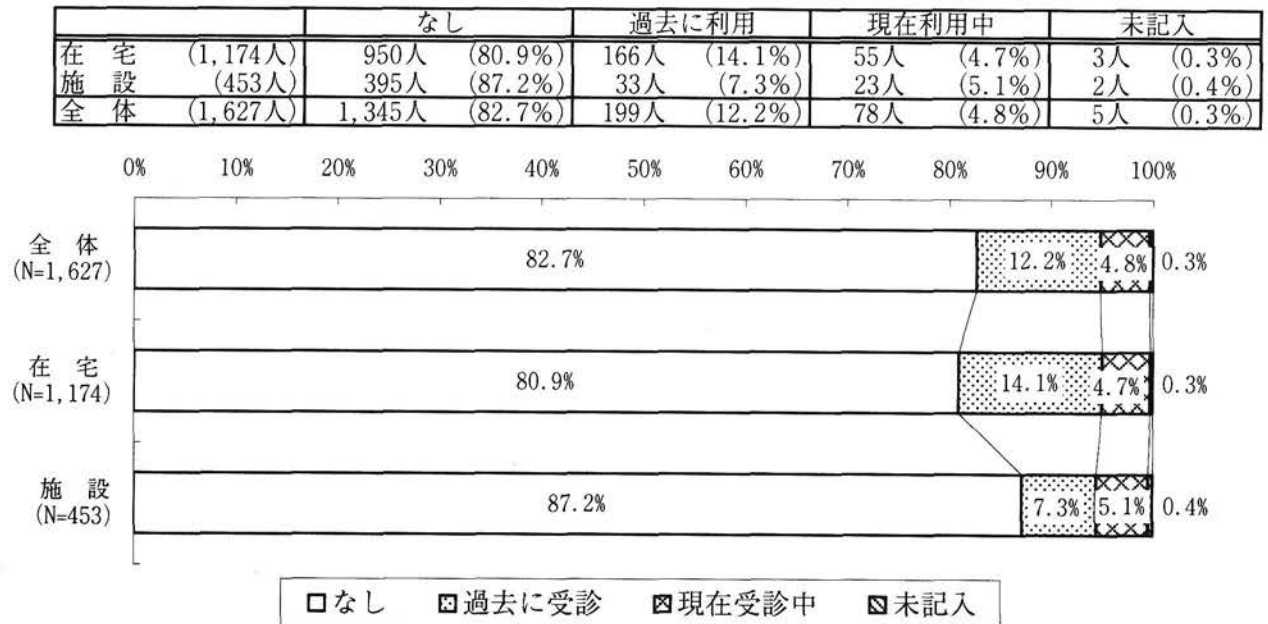 なし 過去に利用 現在利用中 未記入
在宅 (1,174人) 950人 (80.9%) 166人 (14.1%) 55人 (4.7%) 3人 (0.3%)
施設 (453人) 395人 (87.2%) 33人 (7.3%) 23人 (5.1%) 2人 (0.4%)
全体 (1,627人) 1,345人 (82.7%) 199人 (12.2%) 78人 (4.8%) 5人 (0.3%)
0% 10% 20% 30% 40% 50% 60% 70% 80% 90% 100%
全体
(N=1,627)
82.7% 12.2% 4.8% 0.3%
在宅
(N=1,174)
80.9% 14.1% 4.7% 0.3%
施設
(N=453)
87.2% 7.3% 5.1% 0.4%
なし 過去に受診 現在受診中 未記入